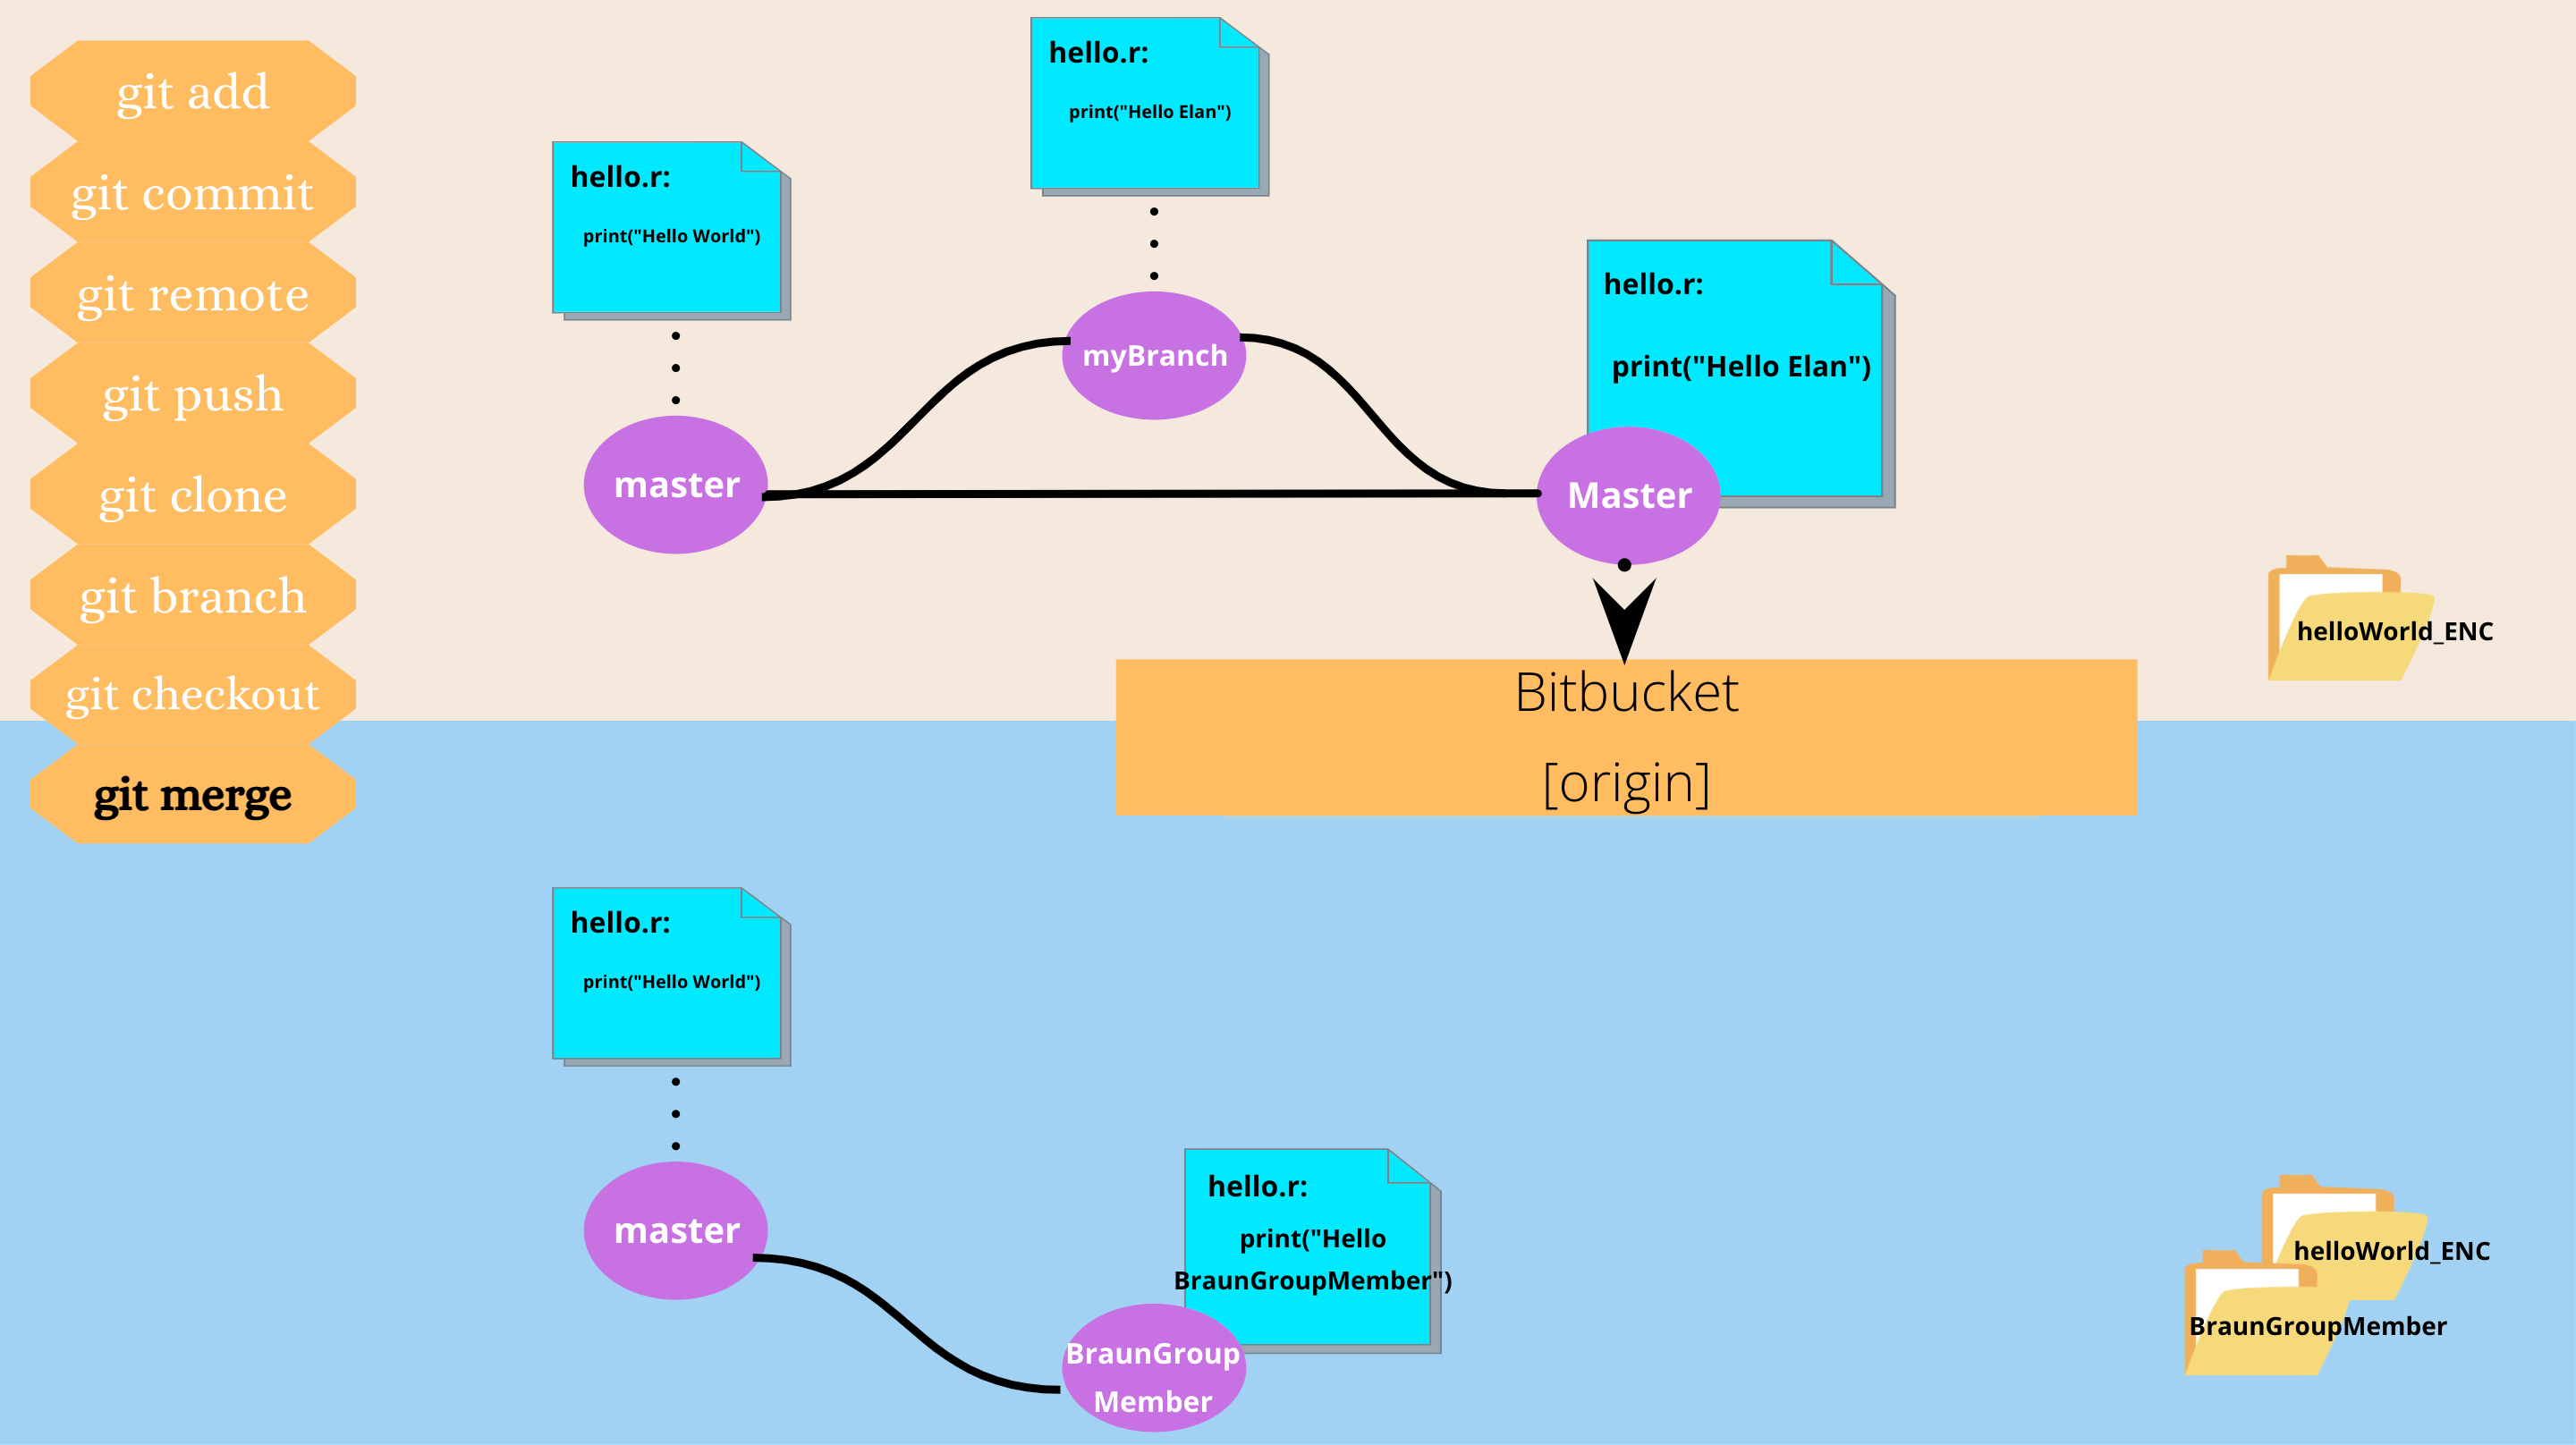 git add
git commit
git remote
git push
git clone
git branch
git checkout
git merge
hello.r:
print("Hello World")
master
hello.r:
print("Hello Elan")
myBranch
hello.r:
print("Hello Elan")
Master
helloWorld_ENC
Bitbucket
[origin]
hello.r:
print("Hello World")
master
hello.r:
print("Hello
BraunGroupMember")
BraunGroup
Member
helloWorld_ENC
BraunGroupMember